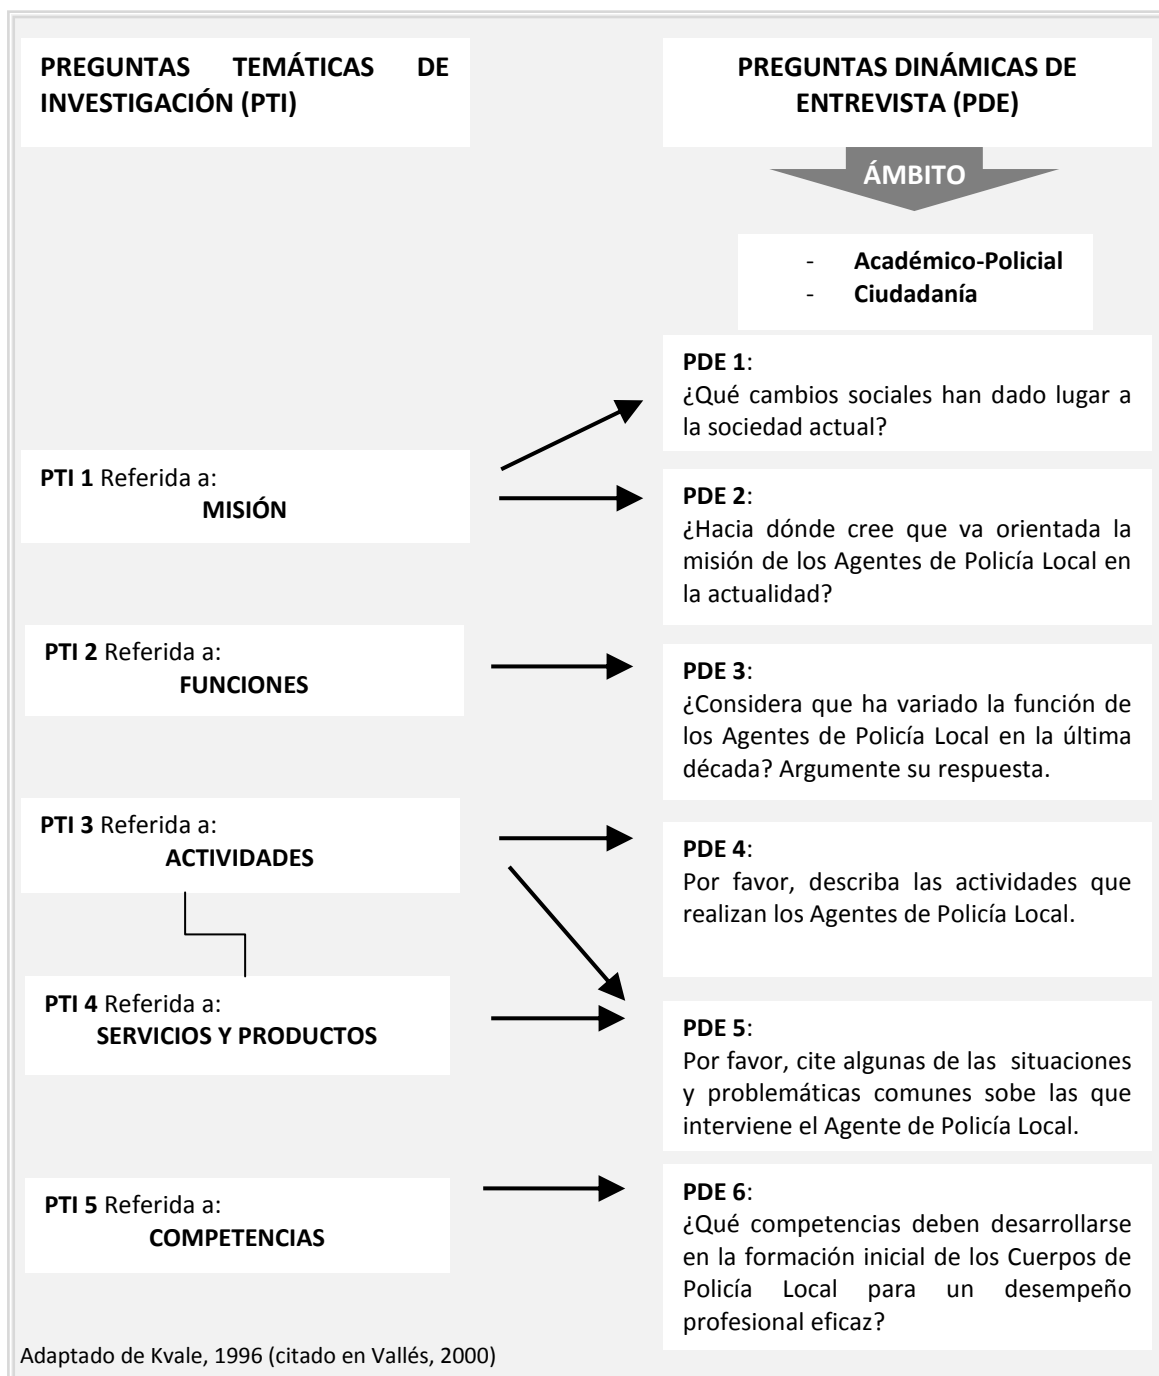 PREGUNTAS TEMÁTICAS DE
INVESTIGACIÓN (PTI)
PREGUNTAS DINÁMICAS DE
ENTREVISTA (PDE)
ÁMBITO
- Académico-Policial
- Ciudadanía
PDE 1:
¿Qué cambios sociales han dado lugar a
la sociedad actual?
PTI 1 Referida a:
MISIÓN
PDE 2:
¿Hacia dónde cree que va orientada la
misión de los Agentes de Policía Local en
la actualidad?
PTI 2 Referida a:
FUNCIONES
PDE 3:
¿Considera que ha variado la función de
los Agentes de Policía Local en la última
década? Argumente su respuesta.
PTI 3 Referida a:
ACTIVIDADES
PDE 4:
Por favor, describa las actividades que
realizan los Agentes de Policía Local.
PTI 4 Referida a:
SERVICIOS Y PRODUCTOS
PDE 5:
Por favor, cite algunas de las situaciones
y problemáticas comunes sobe las que
interviene el Agente de Policía Local.
PTI 5 Referida a:
COMPETENCIAS
PDE 6:
¿Qué competencias deben desarrollarse
en la formación inicial de los Cuerpos de
Policía Local para un desempeño
profesional eficaz?
Adaptado de Kvale, 1996 (citado en Vallés, 2000)